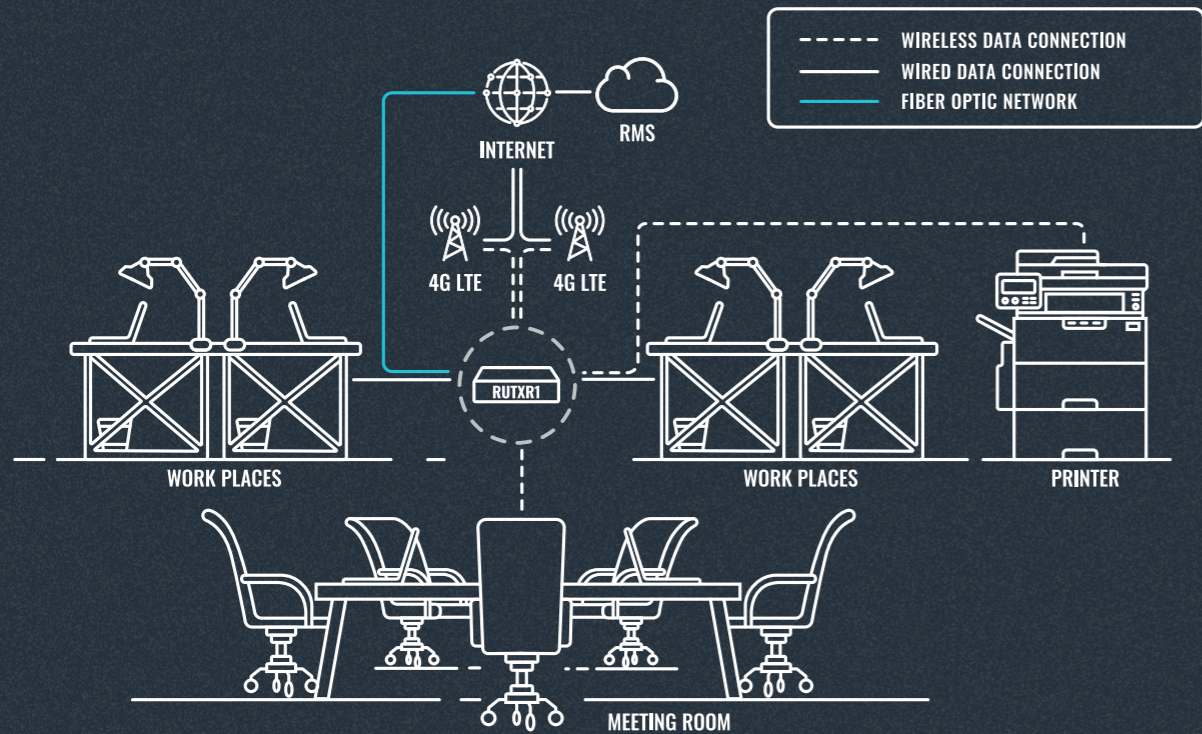 WIRELESS DATA CONNECTION
WIRED DATA CONNECTION
FIBER OPTIC NETWORK
INTERNET
RMS
4G LTE
4G LTE
RUTXR1
WORK PLACES
WORK PLACES
PRINTER
MEETING ROOM